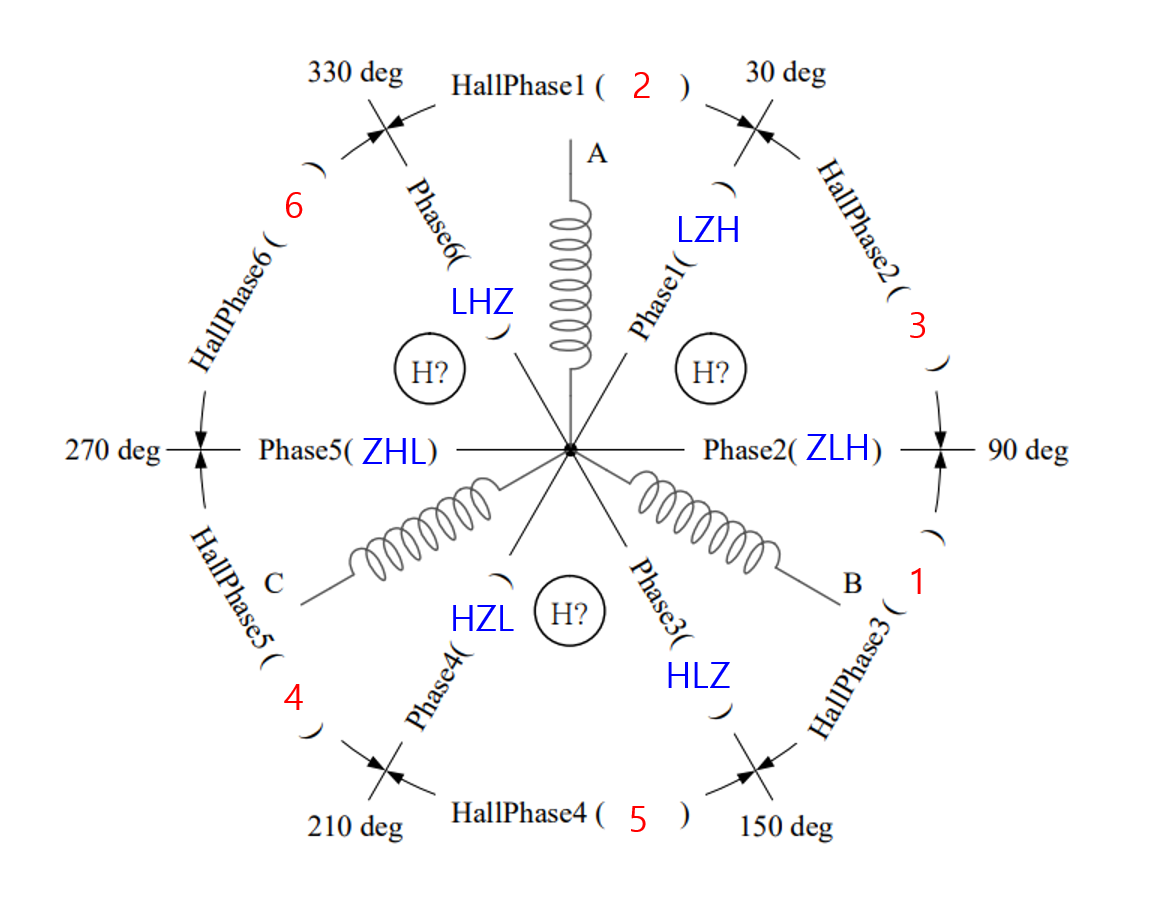 330 deg
HallPhase1 ( 2 )
30 deg
A
HallPhase6 ( 6 )
Phase6( LHZ )
Phase1( LZH )
HallPhase2 ( 3 )
H?
H?
270 deg
Phase5( ZHL )
Phase2( ZLH )
90 deg
C
B
HallPhase5 ( 4 )
Phase4( HZL )
H?
Phase3( HLZ )
HallPhase3 ( 1 )
210 deg
HallPhase4 ( 5 )
150 deg